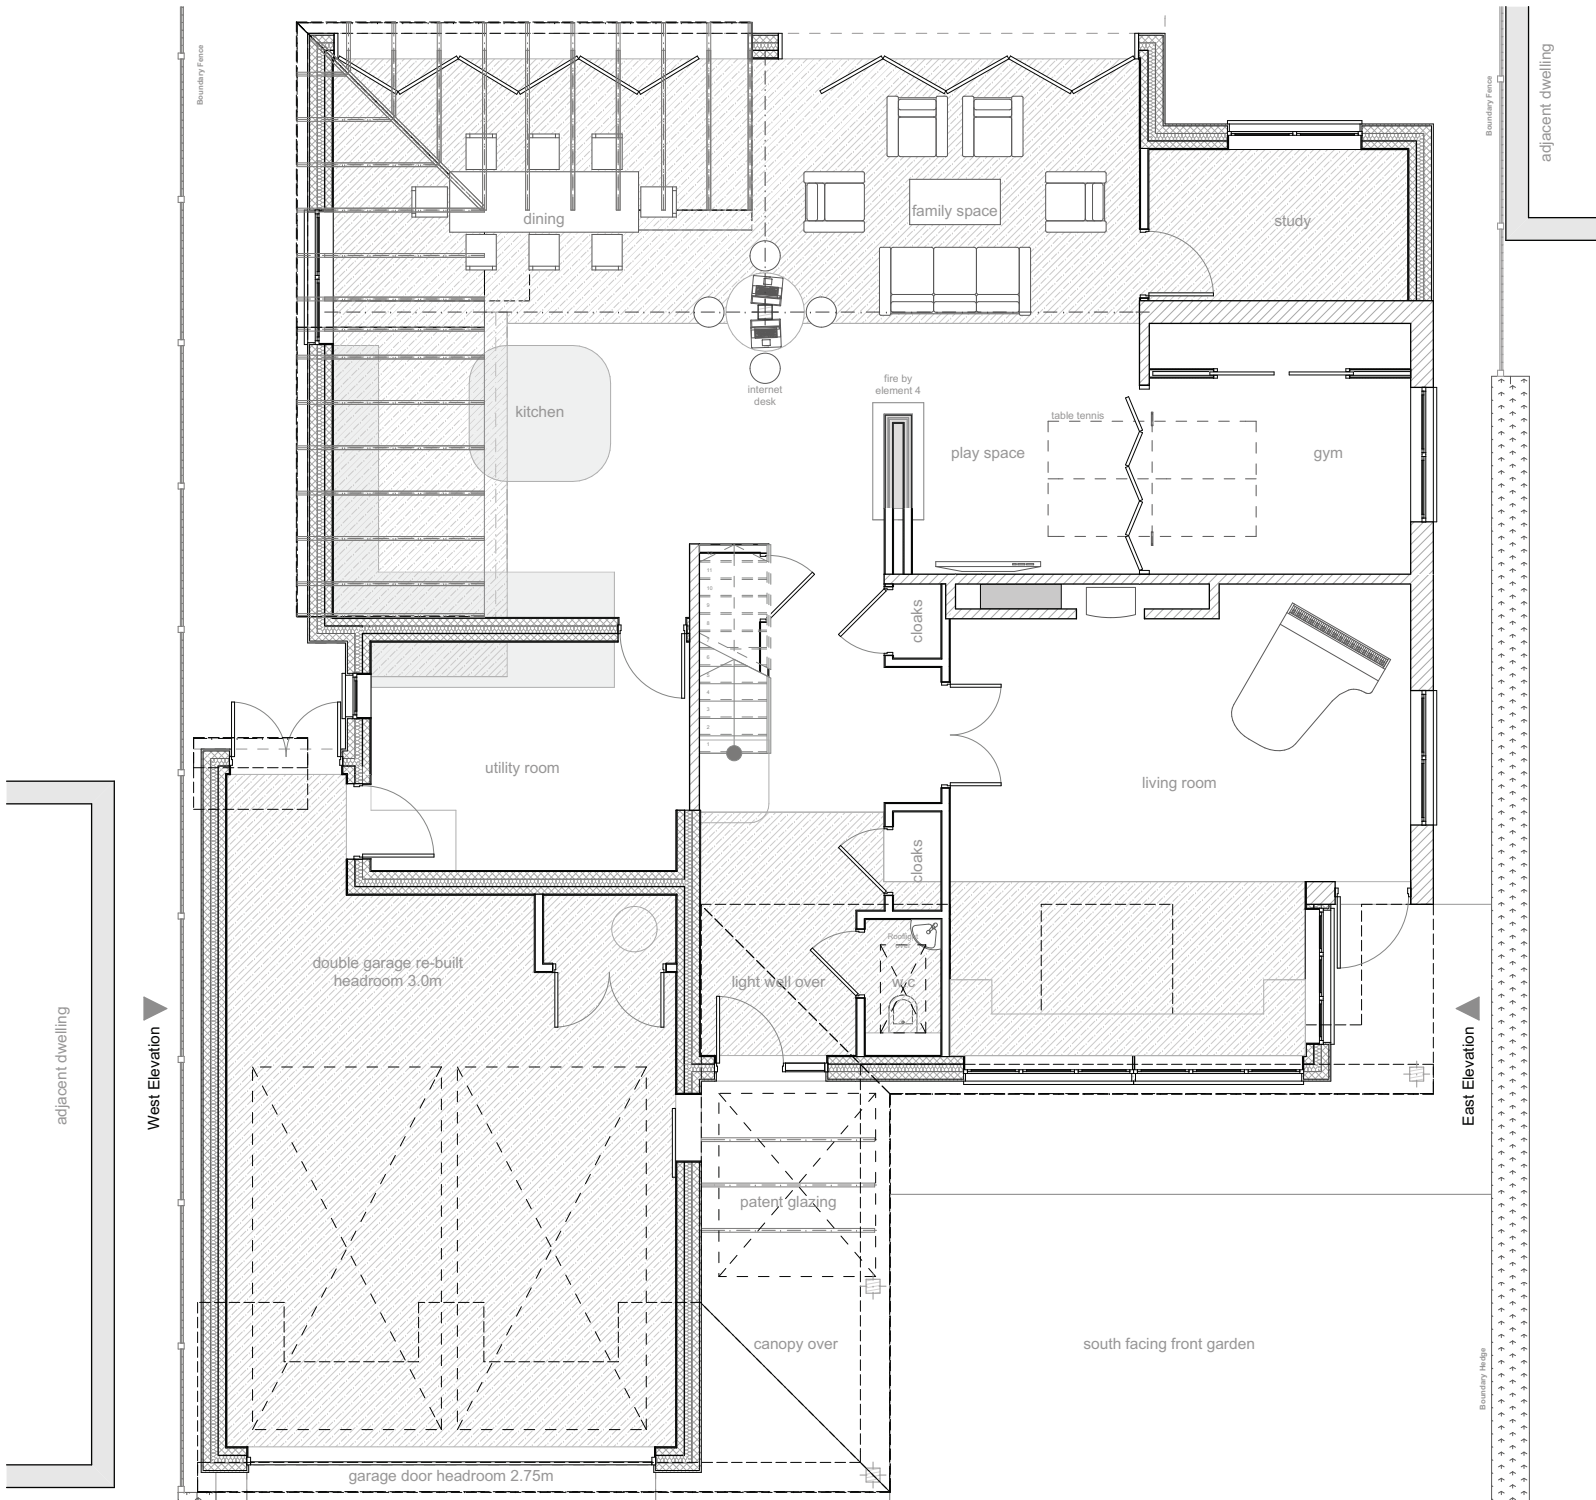 Boundary Fence
Boundary Fence
adjacent dwelling
dining
family space
study
internet
desk
fire by
element 4
kitchen
table tennis
play space
gym
cloaks
utility room
living room
cloaks
double garage re-built
headroom 3.0m
light well over
w.c
adjacent dwelling
West Elevation
East Elevation
patent glazing
canopy over
south facing front garden
Boundary Hedge
garage door headroom 2.75m